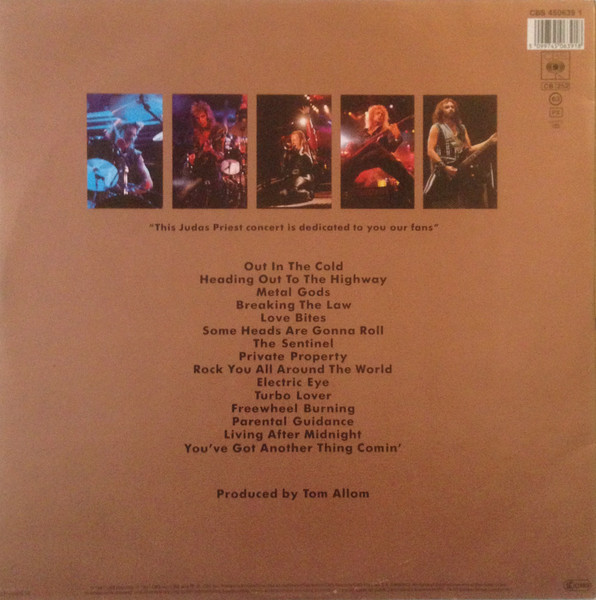 CBS 450639 1
"This Judas Priest concert is dedicated to you our fans"
Out In The Cold
Heading Out To The Highway
Metal Gods
Breaking The Law
Love Bites
Some Heads Are Gonna Roll
The Sentinel
Private Property
Rock You All Around The World
Electric Eye
Turbo Lover
Freewheel Burning
Parental Guidance
Living After Midnight
You've Got Another Thing Comin'
Produced by Tom Allom